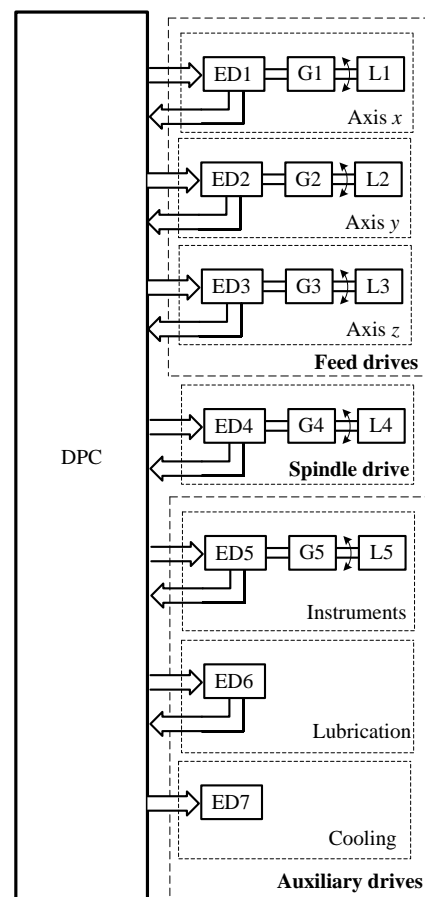 ED1 G1 L1
Axis x
ED2 G2 L2
Axis y
ED3 G3 L3
Axis z
Feed drives
ED4 G4 L4
DPC
Spindle drive
ED5 G5 L5
Instruments
ED6
Lubrication
ED7
Cooling
Auxiliary drives